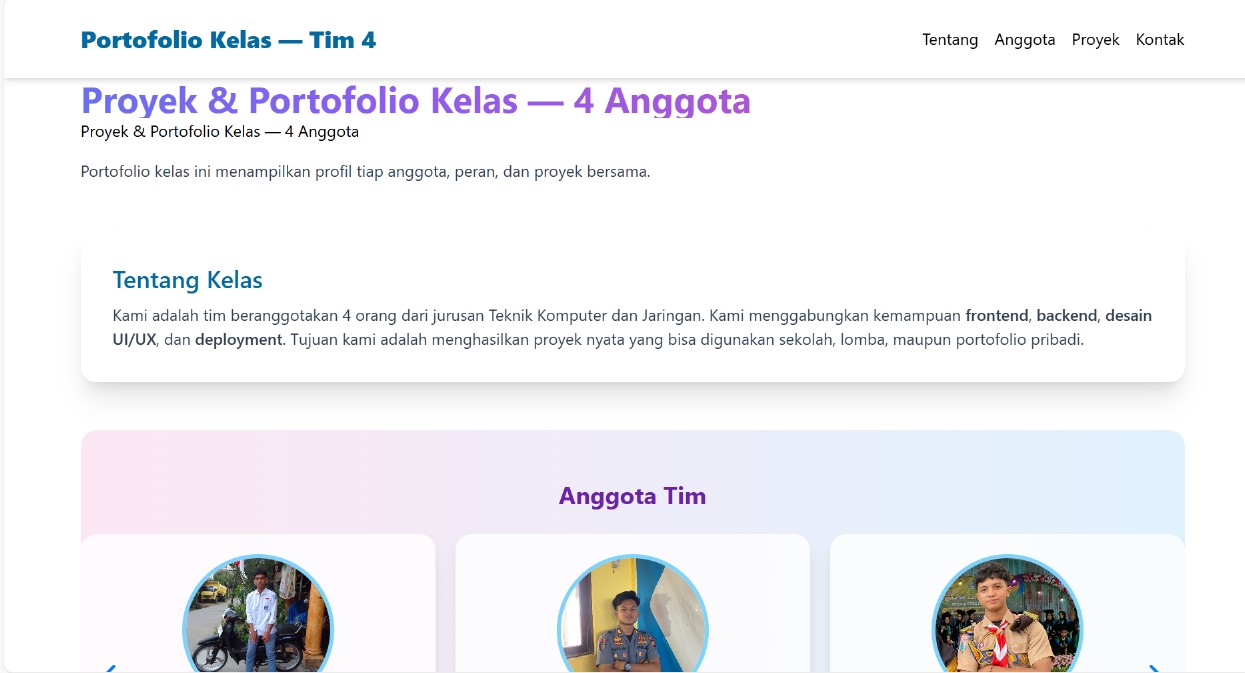 Portofolio Kelas — Tim 4
Tentang Anggota Proyek Kontak
Proyek & Portofolio Kelas — 4 Anggota
Proyek & Portofolio Kelas — 4 Anggota
Portofolio kelas ini menampilkan profil tiap anggota, peran, dan proyek bersama.
Tentang Kelas
Kami adalah tim beranggotakan 4 orang dari jurusan Teknik Komputer dan Jaringan. Kami menggabungkan kemampuan frontend, backend, desain
UI/UX, dan deployment. Tujuan kami adalah menghasilkan proyek nyata yang bisa digunakan sekolah, lomba, maupun portofolio pribadi.
Anggota Tim